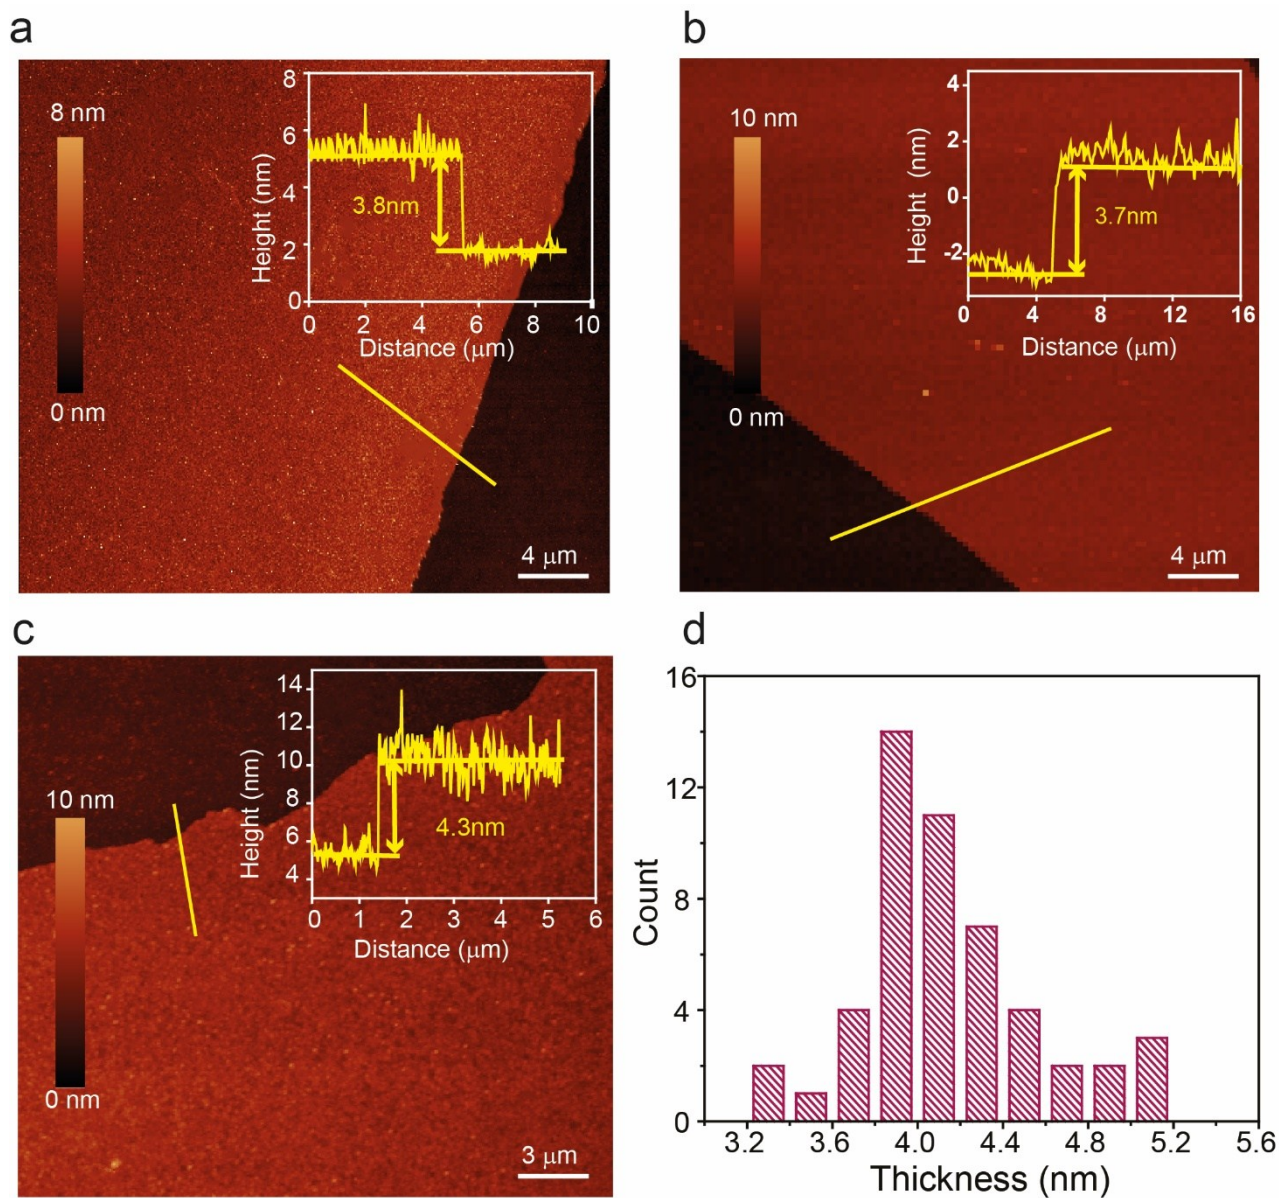 a
8 nm
0 nm
Height (nm)
8
6
4
2
0
3.8nm
0 2 4 6 8 10
Distance (μm)
4 μm
b
10 nm
0 nm
Height (nm)
4
2
0
-2
3.7nm
0 4 8 12 16
Distance (μm)
4 μm
c
10 nm
0 nm
Height (nm)
14
12
10
8
6
4
4.3nm
0 1 2 3 4 5 6
Distance (μm)
3 μm
d
Count
16
12
8
4
0
3.2 3.6 4.0 4.4 4.8 5.2 5.6
Thickness (nm)